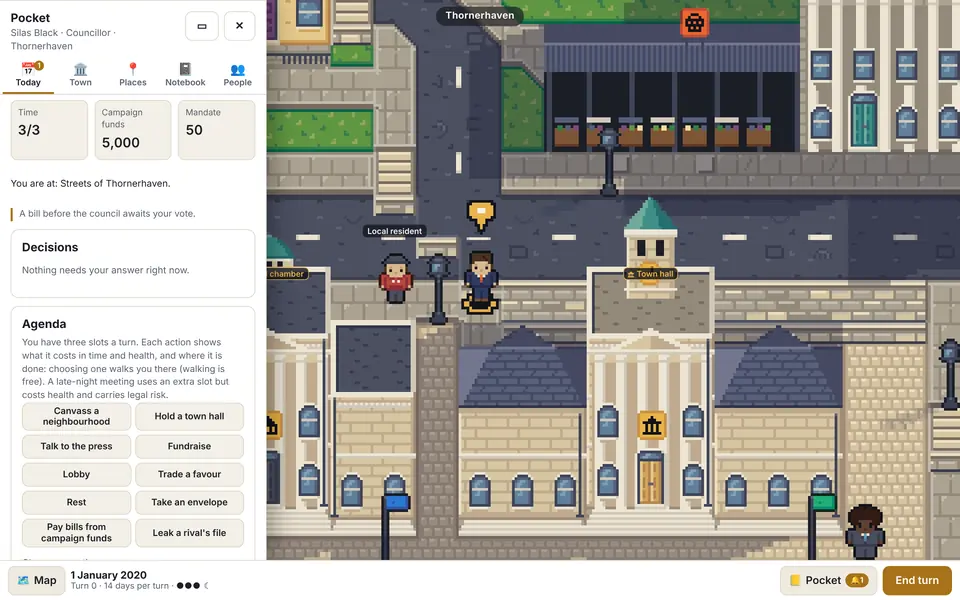 Pocket
Silas Black · Councillor ·
Thornerhaven
Today
1
Town
Places
Notebook
People
Time
3/3
Campaign
funds
5,000
Mandate
50
You are at: Streets of Thornerhaven.
A bill before the council awaits your vote.
Decisions
Nothing needs your answer right now.
Agenda
You have three slots a turn. Each action shows
what it costs in time and health, and where it is
done: choosing one walks you there (walking is
free). A late-night meeting uses an extra slot but
costs health and carries legal risk.
Canvass a
neighbourhood
Hold a town hall
Talk to the press
Fundraise
Lobby
Trade a favour
Rest
Take an envelope
Pay bills from
campaign funds
Leak a rival's file
Thornerhaven
Local resident
chamber
Town hall
Map
1 January 2020
Turn 0 · 14 days per turn ·
Pocket
1
End turn